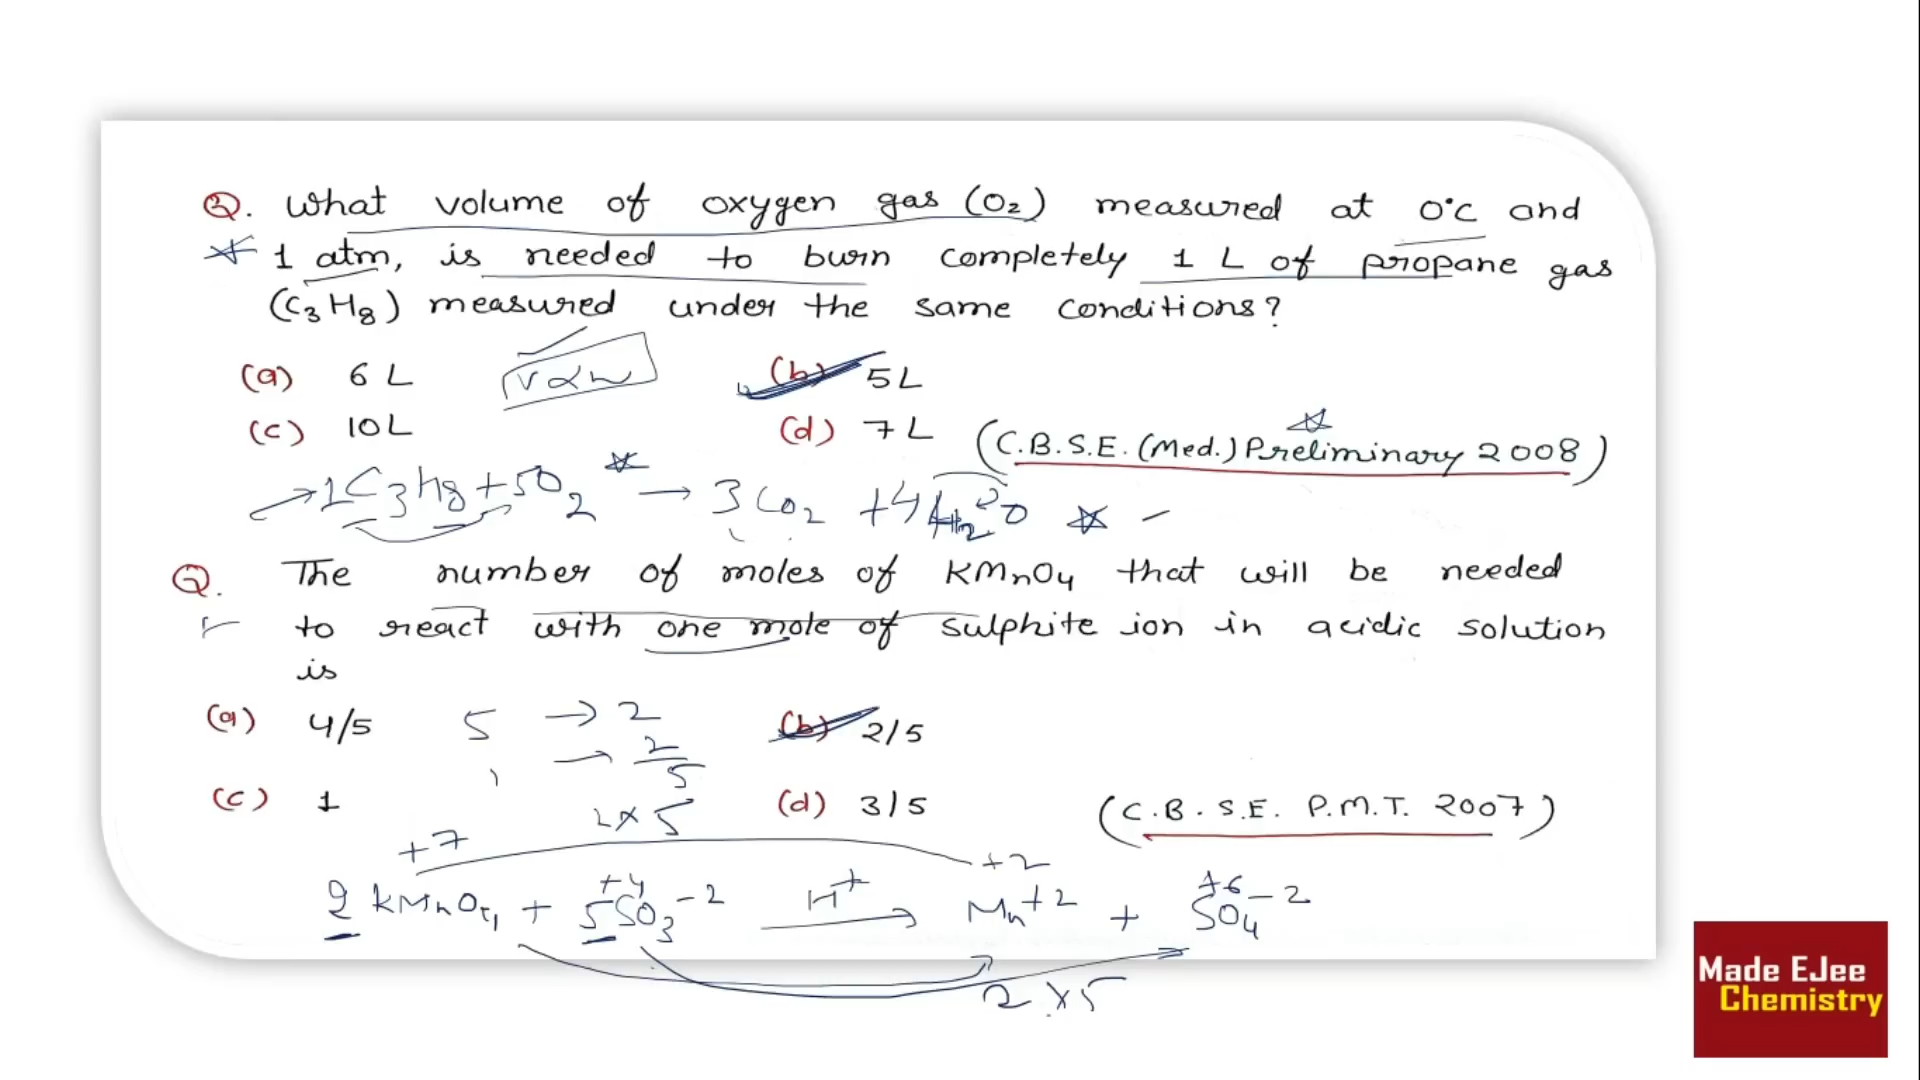 Q. What volume of oxygen gas (O₂) measured at 0°C and
1 atm, is needed to burn completely 1 L of propane gas
(C₃H₈) measured under the same conditions?
(a) 6 L V∝n (b) 5L
(c) 10L (d) 7L (C.B.S.E. (Med.) Preliminary 2008)
→ 1C₃H₈ + 5O₂ → 3CO₂ + 4H₂O
Q. The number of moles of KMnO₄ that will be needed
to react with one mole of sulphite ion in acidic solution
is
(a) 4/5 5 → 2 (b) 2/5
1 → 2/5
(c) 1 (d) 3/5 (C.B.S.E. P.M.T. 2007)
×5
+7 +2
+4 +6
2 KMnO₄ + 5SO₃⁻² H⁺ → Mn⁺² + SO₄⁻²
2×5
Made EJee
Chemistry